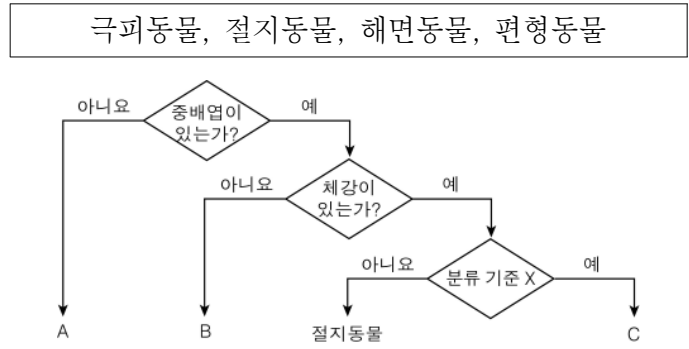 극피동물, 절지동물, 해면동물, 편형동물
아니요
중배엽이
있는가?
예
아니요
체강이
있는가?
예
아니요
분류 기준 X
예
A
B
절지동물
C